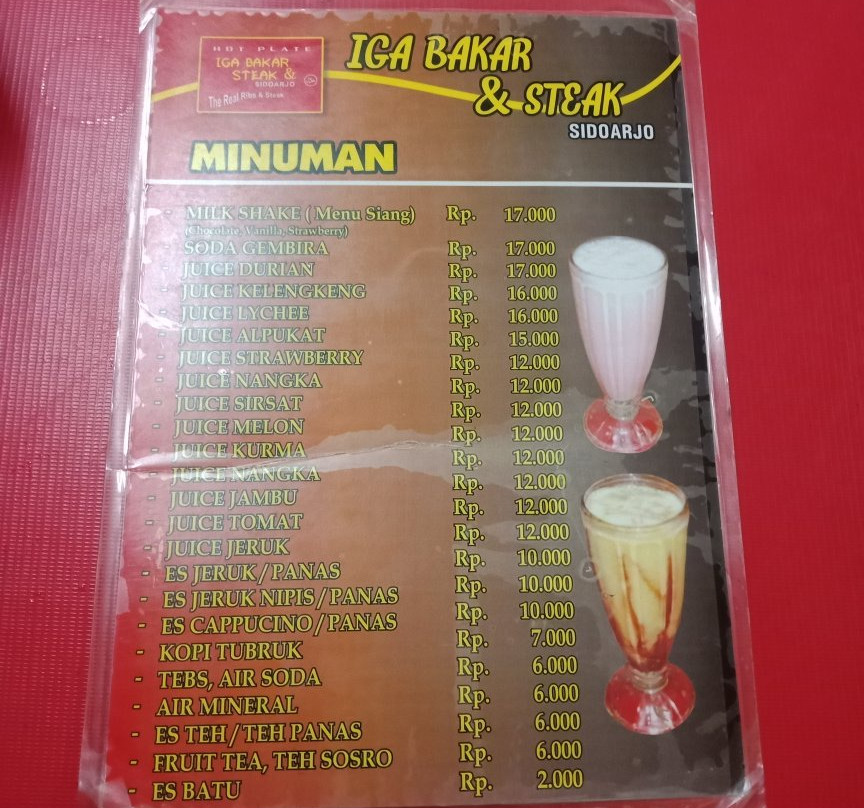 HOT PLATE
IGA BAKAR
STEAK &
SIDOARJO
The Real Ribs & Steak
IGA BAKAR
& STEAK
SIDOARJO
MINUMAN
- MILK SHAKE ( Menu Siang)
(Chocolate, Vanilla, Strawberry)
- SODA GEMBIRA
- JUICE DURIAN
- JUICE KELENGKENG
- JUICE LYCHEE
- JUICE ALPUKAT
- JUICE STRAWBERRY
- JUICE NANGKA
- JUICE SIRSAT
- JUICE MELON
- JUICE KURMA
- JUICE NANGKA
- JUICE JAMBU
- JUICE TOMAT
- JUICE JERUK
- ES JERUK / PANAS
- ES JERUK NIPIS / PANAS
- ES CAPPUCINO / PANAS
- KOPI TUBRUK
- TEBS, AIR SODA
- AIR MINERAL
- ES TEH / TEH PANAS
- FRUIT TEA, TEH SOSRO
- ES BATU
Rp. 17.000
Rp. 17.000
Rp. 17.000
Rp. 16.000
Rp. 16.000
Rp. 15.000
Rp. 12.000
Rp. 12.000
Rp. 12.000
Rp. 12.000
Rp. 12.000
Rp. 12.000
Rp. 12.000
Rp. 12.000
Rp. 10.000
Rp. 10.000
Rp. 10.000
Rp. 7.000
Rp. 6.000
Rp. 6.000
Rp. 6.000
Rp. 6.000
Rp. 2.000